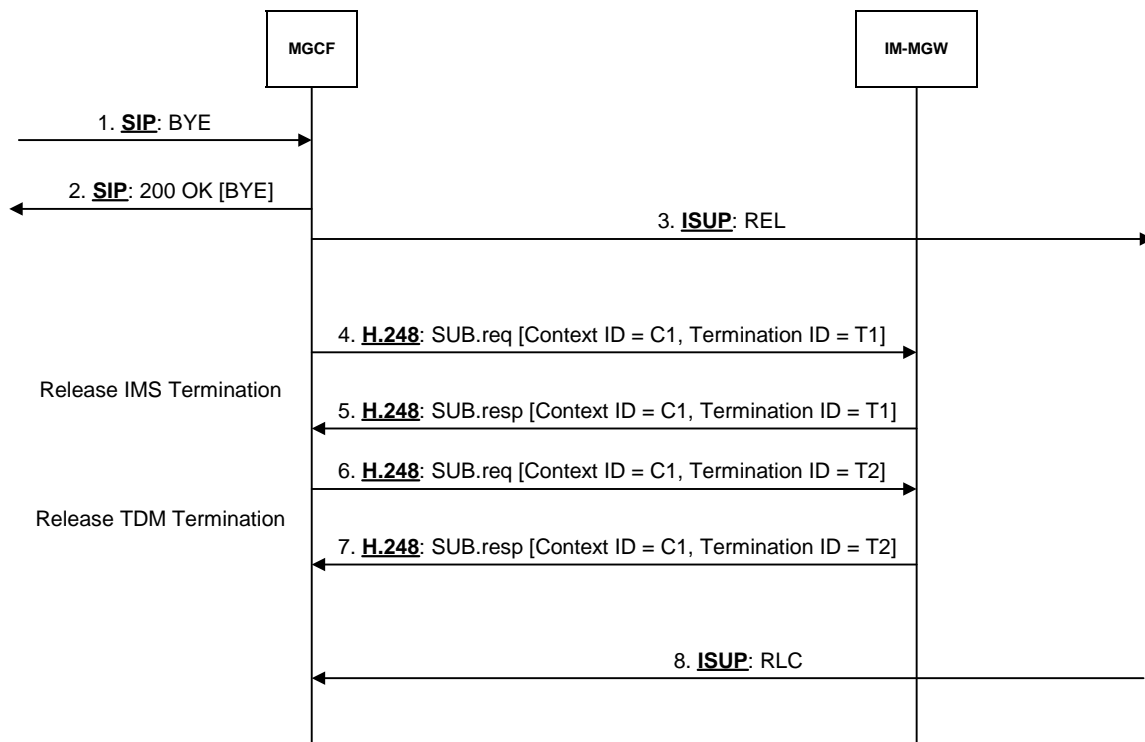 MGCF
IM-MGW
1. SIP: BYE
2. SIP: 200 OK [BYE]
3. ISUP: REL
4. H.248: SUB.req [Context ID = C1, Termination ID = T1]
Release IMS Termination
5. H.248: SUB.resp [Context ID = C1, Termination ID = T1]
6. H.248: SUB.req [Context ID = C1, Termination ID = T2]
Release TDM Termination
7. H.248: SUB.resp [Context ID = C1, Termination ID = T2]
8. ISUP: RLC